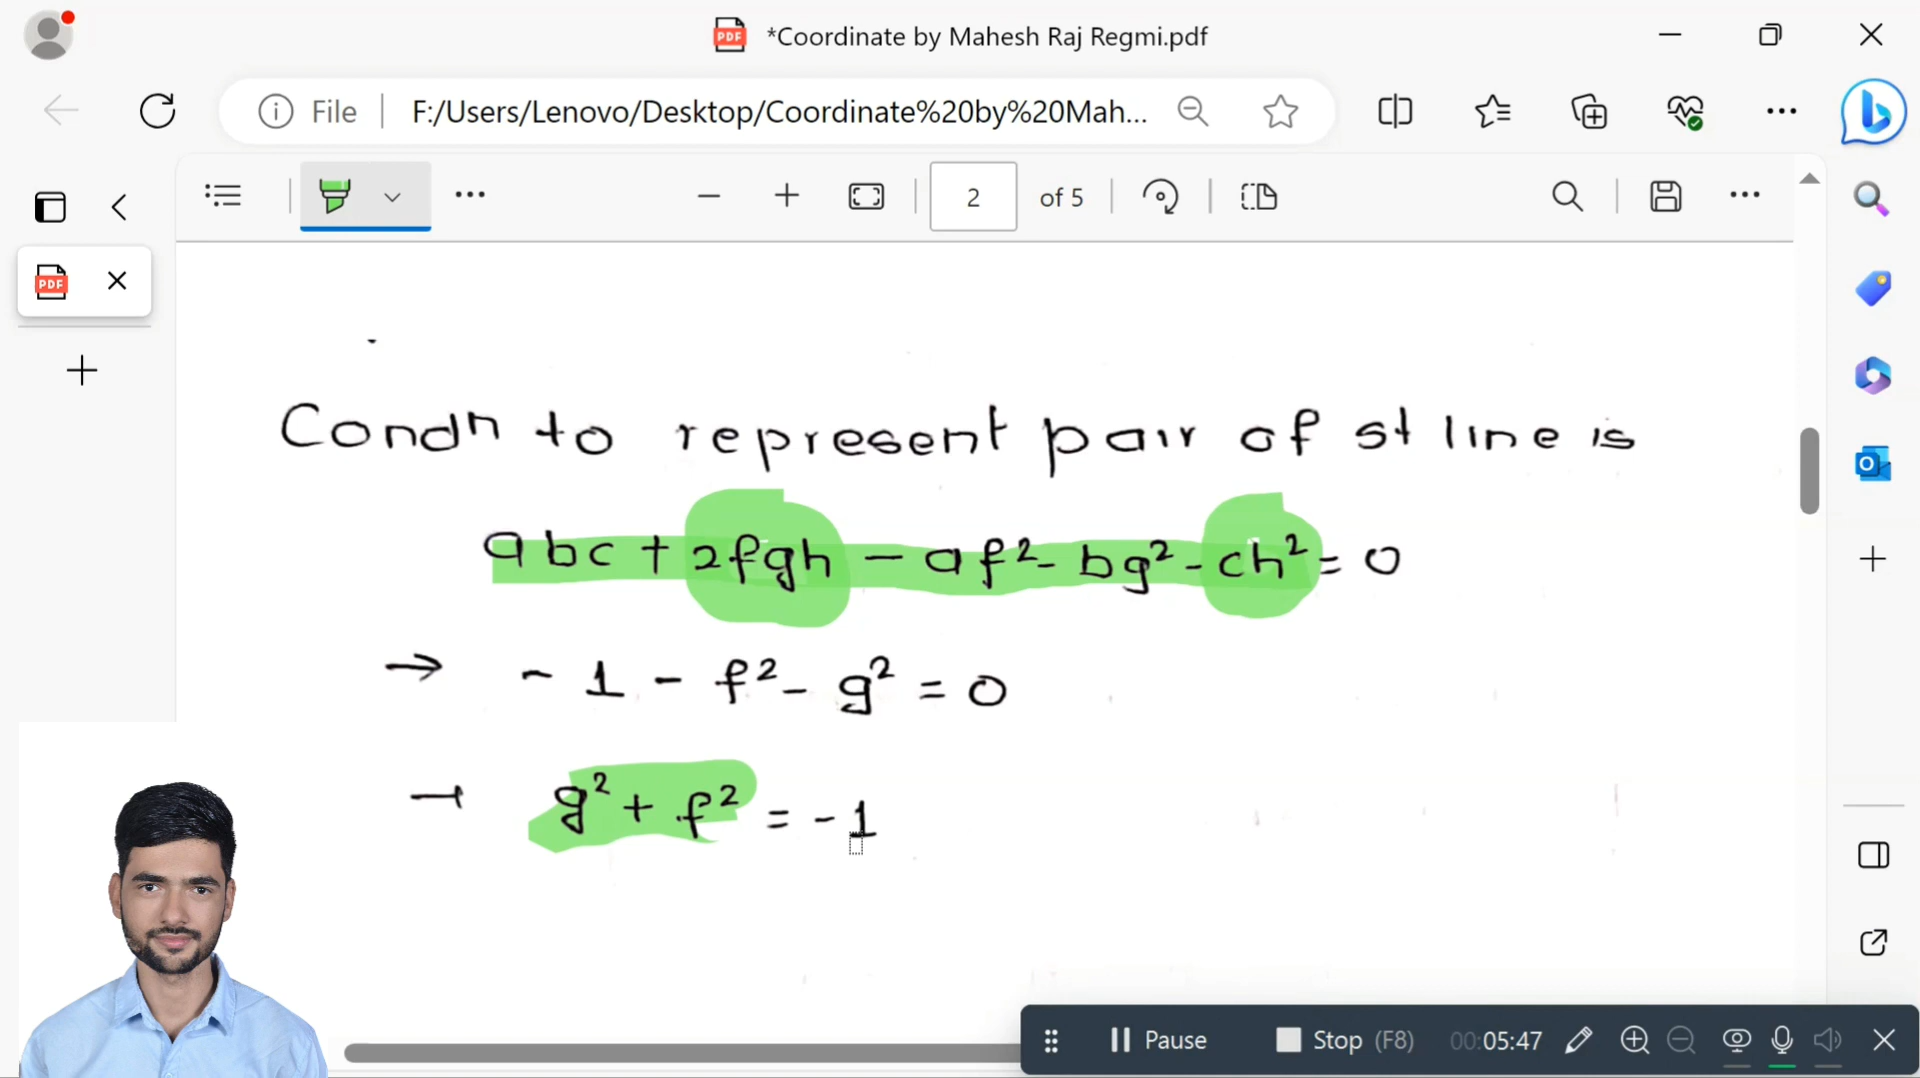 *Coordinate by Mahesh Raj Regmi.pdf
File F:/Users/Lenovo/Desktop/Coordinate%20by%20Mah...
2 of 5
Condn to represent pair of st line is
abc + 2fgh - af² - bg² - ch² = 0
→ - 1 - f² - g² = 0
→ g² + f² = -1
Pause Stop (F8) 00:05:47